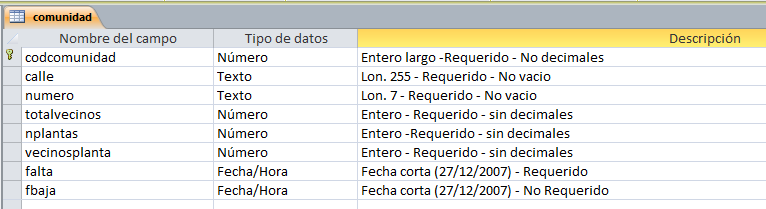 comunidad
Nombre del campo Tipo de datos Descripción
codcomunidad Número Entero largo -Requerido - No decimales
calle Texto Lon. 255 - Requerido - No vacio
numero Texto Lon. 7 - Requerido - No vacio
totalvecinos Número Entero - Requerido - sin decimales
nplantas Número Entero -Requerido - sin decimales
vecinosplanta Número Entero - Requerido - sin decimales
falta Fecha/Hora Fecha corta (27/12/2007) - Requerido
fbaja Fecha/Hora Fecha corta (27/12/2007) - No Requerido